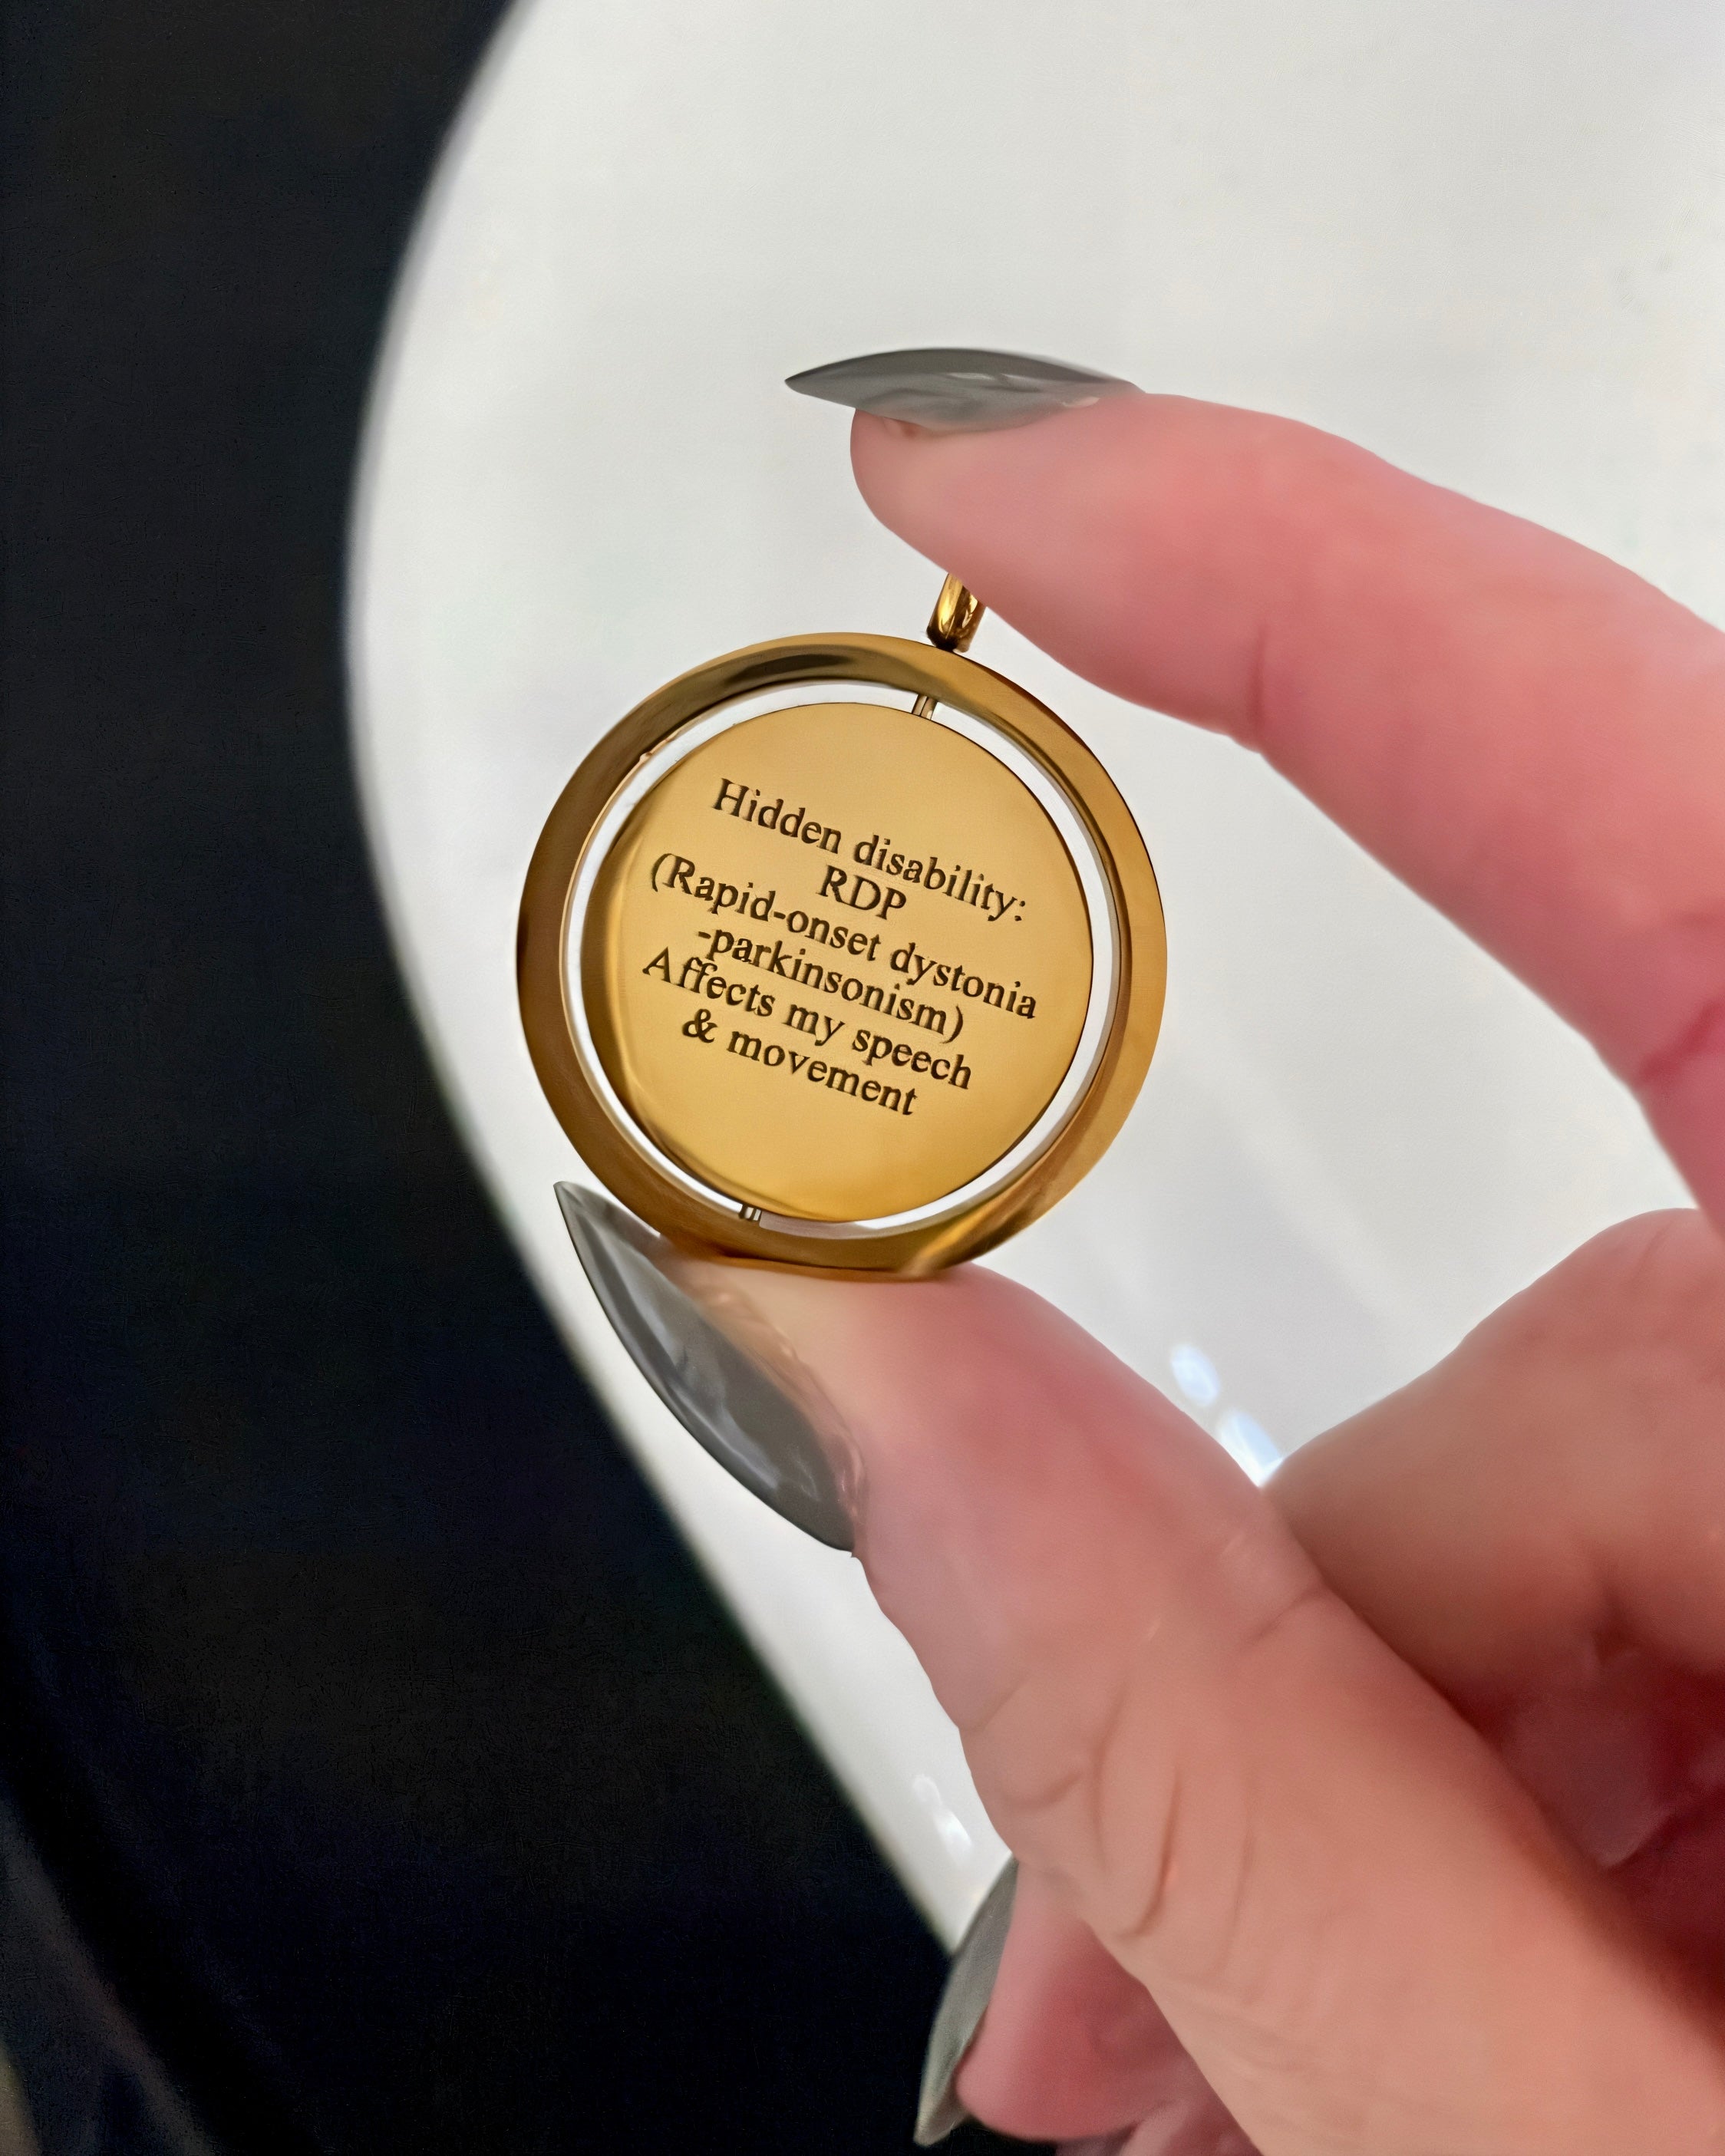 Hidden disability:
RDP
(Rapid-onset dystonia
-parkinsonism)
Affects my speech
& movement